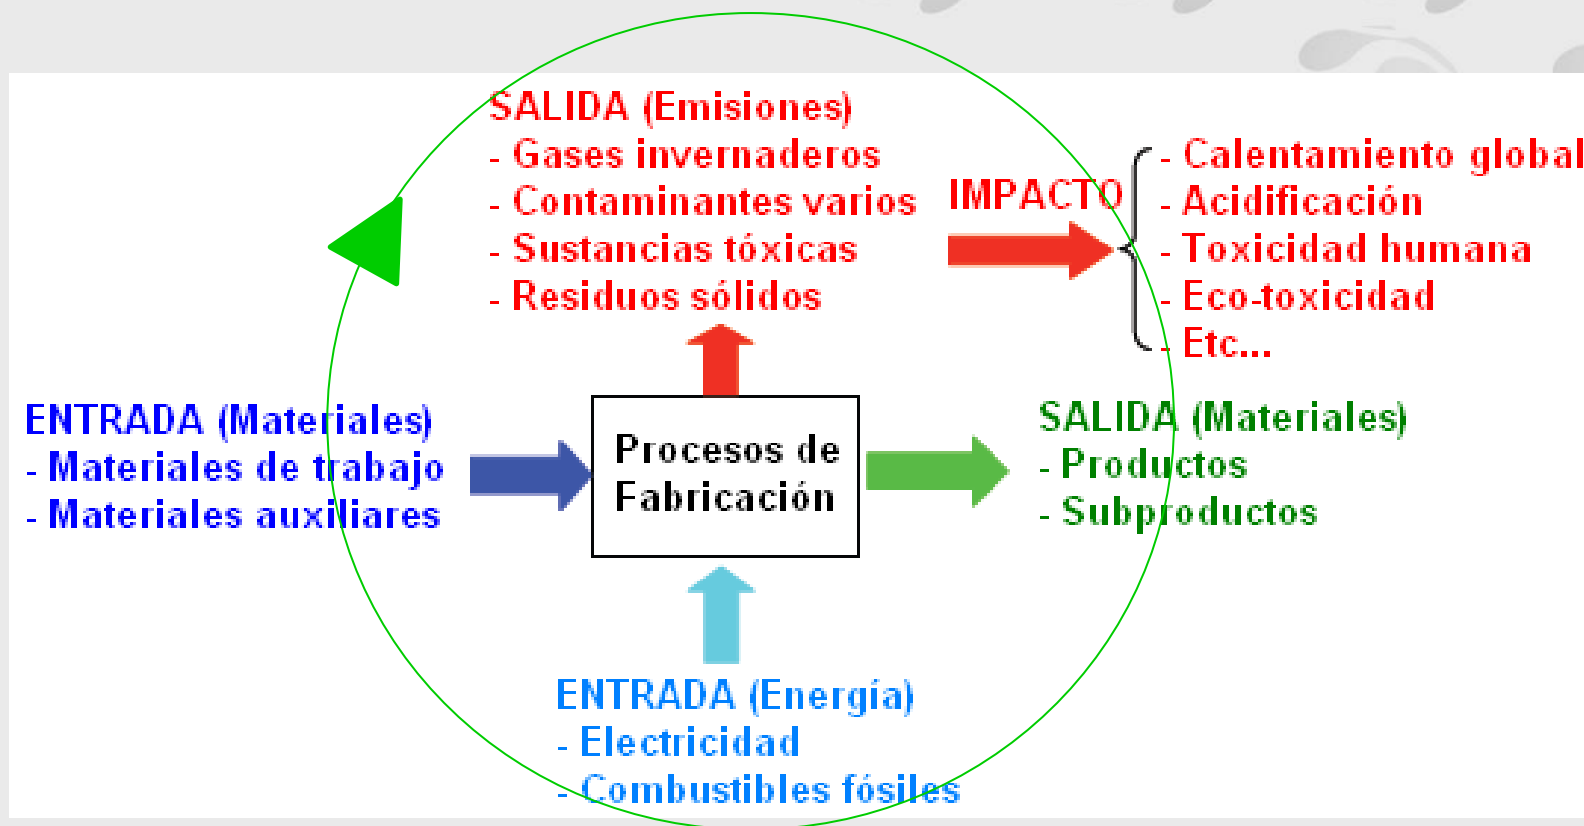 SALIDA (Emisiones)
- Gases invernaderos
- Contaminantes varios
- Sustancias tóxicas
- Residuos sólidos
IMPACTO
- Calentamiento global
- Acidificación
- Toxicidad humana
- Eco-toxicidad
- Etc...
ENTRADA (Materiales)
- Materiales de trabajo
- Materiales auxiliares
Procesos de
Fabricación
SALIDA (Materiales)
- Productos
- Subproductos
ENTRADA (Energía)
- Electricidad
- Combustibles fósiles